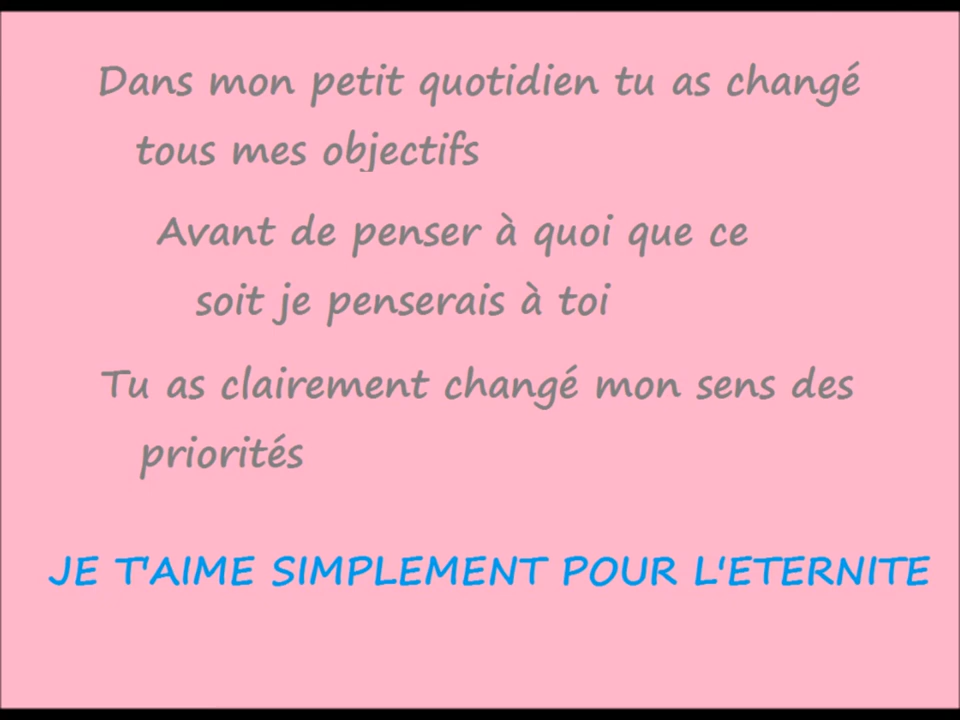 Dans mon petit quotidien tu as changé
tous mes objectifs
Avant de penser à quoi que ce
soit je penserais à toi
Tu as clairement changé mon sens des
priorités
JE T'AIME SIMPLEMENT POUR L'ETERNITE